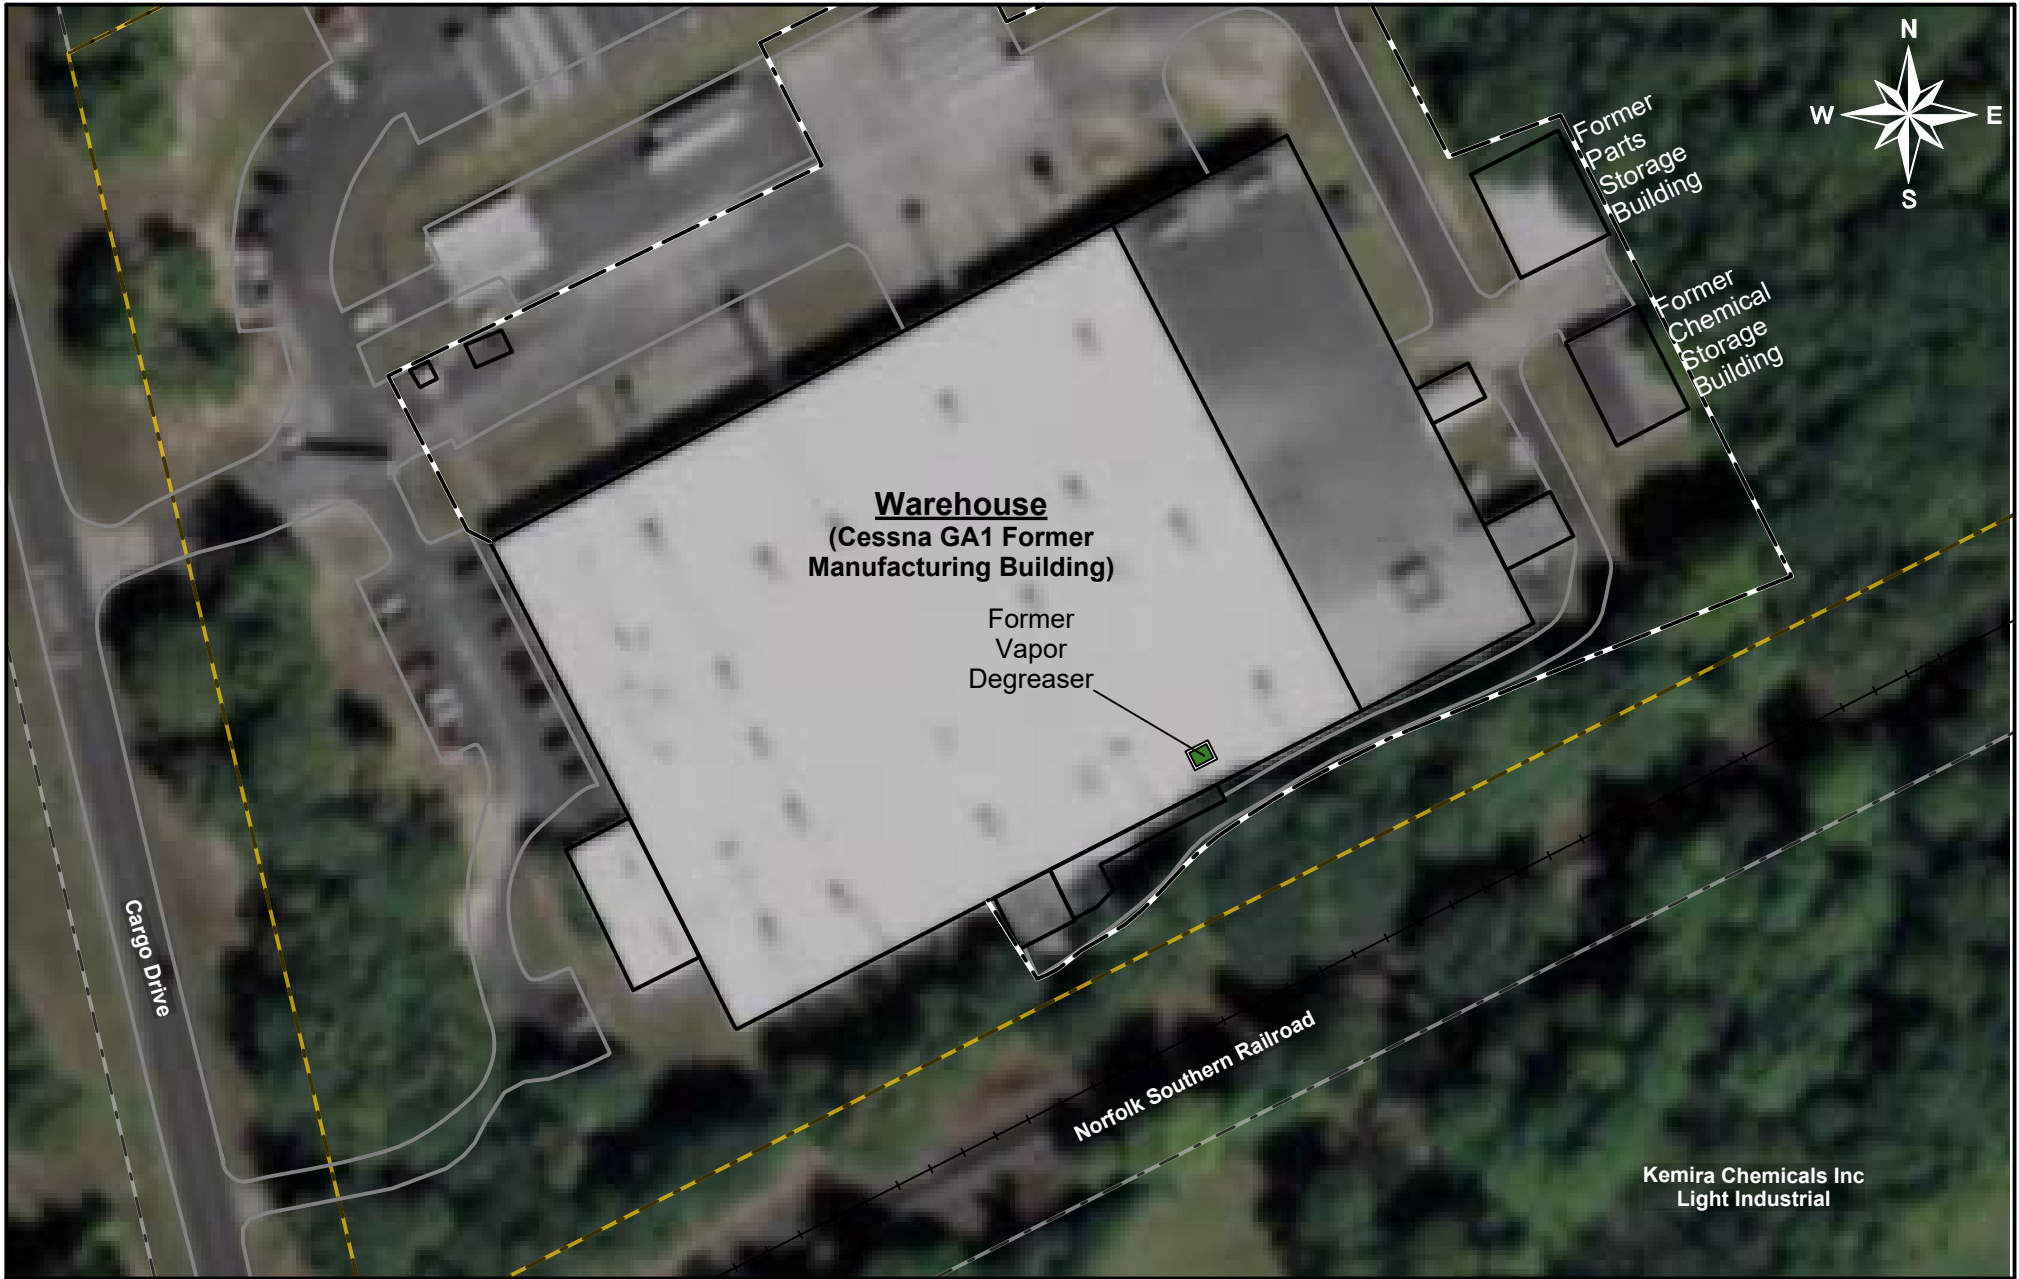 N
W E
S
Former
Parts
Storage
Building
Former
Chemical
Storage
Building
Warehouse
(Cessna GA1 Former
Manufacturing Building)
Former
Vapor
Degreaser
Cargo Drive
Norfolk Southern Railroad
Kemira Chemicals Inc
Light Industrial